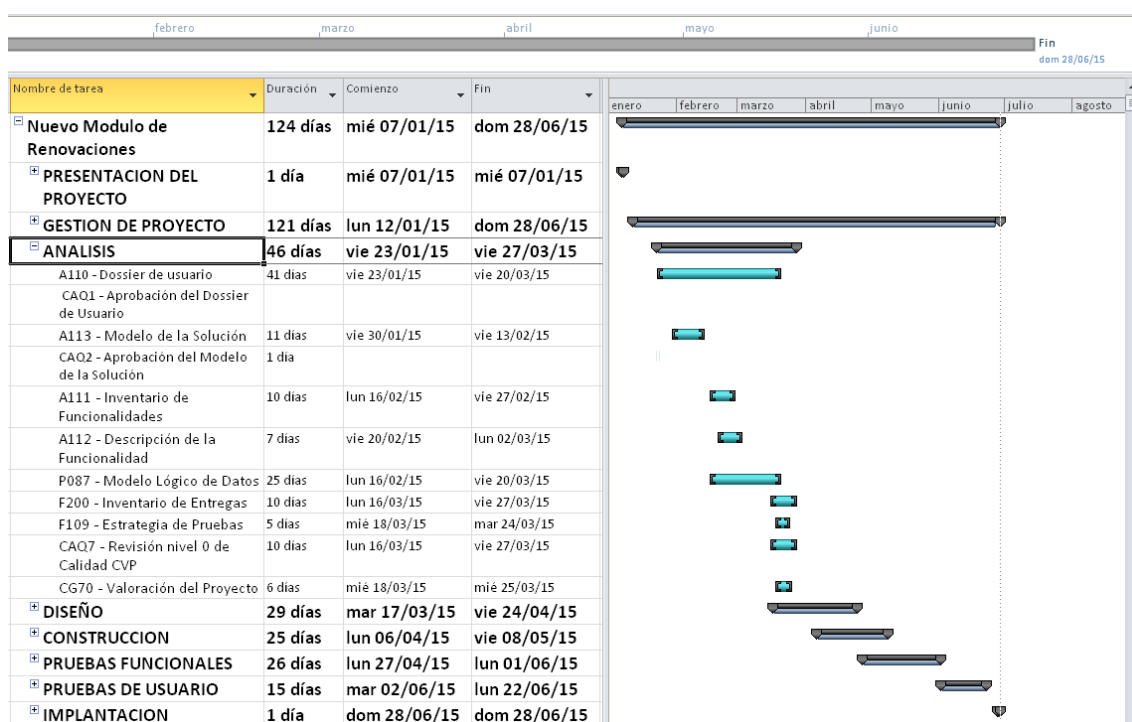 febrero marzo abril mayo junio
Fin
dom 28/06/15
Nombre de tarea Duración Comienzo Fin
enero febrero marzo abril mayo junio julio agosto
Nuevo Modulo de 124 días mié 07/01/15 dom 28/06/15
Renovaciones
PRESENTACION DEL 1 día mié 07/01/15 mié 07/01/15
PROYECTO
GESTION DE PROYECTO 121 días lun 12/01/15 dom 28/06/15
ANALISIS 46 días vie 23/01/15 vie 27/03/15
A110 - Dossier de usuario 41 días vie 23/01/15 vie 20/03/15
CAQ1 - Aprobación del Dossier
de Usuario
A113 - Modelo de la Solución 11 días vie 30/01/15 vie 13/02/15
CAQ2 - Aprobación del Modelo 1 día
de la Solución
A111 - Inventario de 10 días lun 16/02/15 vie 27/02/15
Funcionalidades
A112 - Descripción de la 7 días vie 20/02/15 lun 02/03/15
Funcionalidad
P087 - Modelo Lógico de Datos 25 días lun 16/02/15 vie 20/03/15
F200 - Inventario de Entregas 10 días lun 16/03/15 vie 27/03/15
F109 - Estrategia de Pruebas 5 días mié 18/03/15 mar 24/03/15
CAQ7 - Revisión nivel 0 de 10 días lun 16/03/15 vie 27/03/15
Calidad CVP
CG70 - Valoración del Proyecto 6 días mié 18/03/15 mié 25/03/15
DISEÑO 29 días mar 17/03/15 vie 24/04/15
CONSTRUCCION 25 días lun 06/04/15 vie 08/05/15
PRUEBAS FUNCIONALES 26 días lun 27/04/15 lun 01/06/15
PRUEBAS DE USUARIO 15 días mar 02/06/15 lun 22/06/15
IMPLANTACION 1 día dom 28/06/15 dom 28/06/15